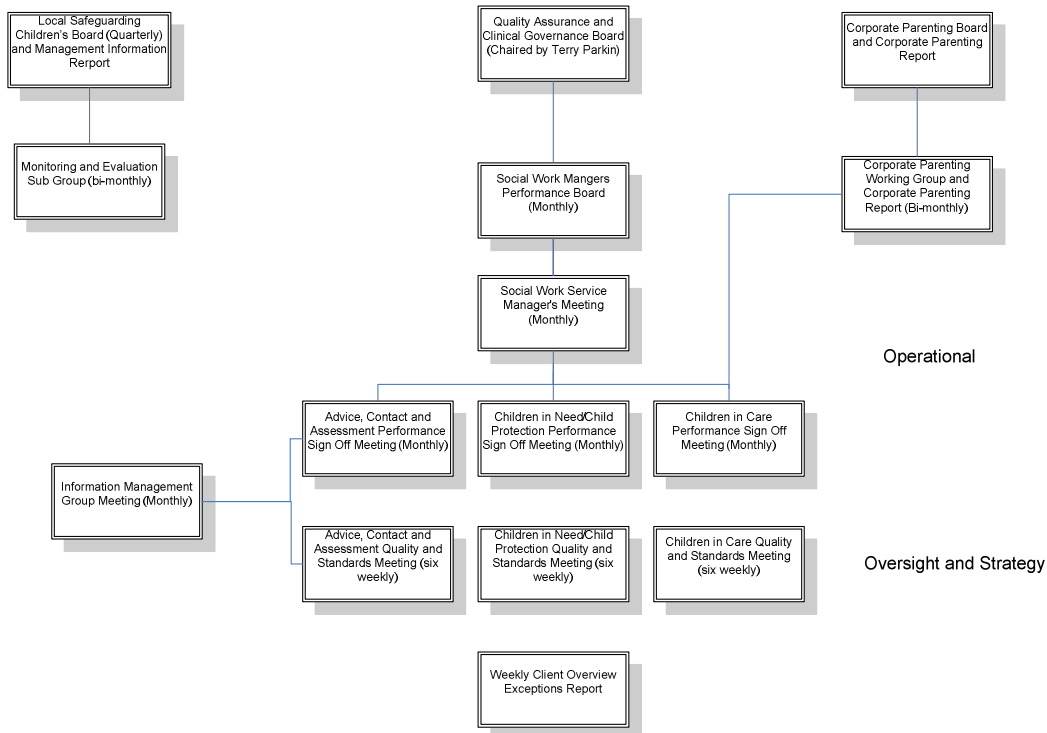 Local Safeguarding
Children's Board (Quarterly)
and Management Information
Rerport
Quality Assurance and
Clinical Governance Board
(Chaired by Terry Parkin)
Corporate Parenting Board
and Corporate Parenting
Report
Monitoring and Evaluation
Sub Group (bi-monthly)
Social Work Mangers
Performance Board
(Monthly)
Corporate Parenting
Working Group and
Corporate Parenting
Report (Bi-monthly)
Social Work Service
Manager's Meeting
(Monthly)
Operational
Advice, Contact and
Assessment Performance
Sign Off Meeting (Monthly)
Children in Need/Child
Protection Performance
Sign Off Meeting (Monthly)
Children in Care
Performance Sign Off
Meeting (Monthly)
Information Management
Group Meeting (Monthly)
Advice, Contact and
Assessment Quality and
Standards Meeting (six
weekly)
Children in Need/Child
Protection Quality and
Standards Meeting (six
weekly)
Children in Care Quality
and Standards Meeting
(six weekly)
Oversight and Strategy
Weekly Client Overview
Exceptions Report